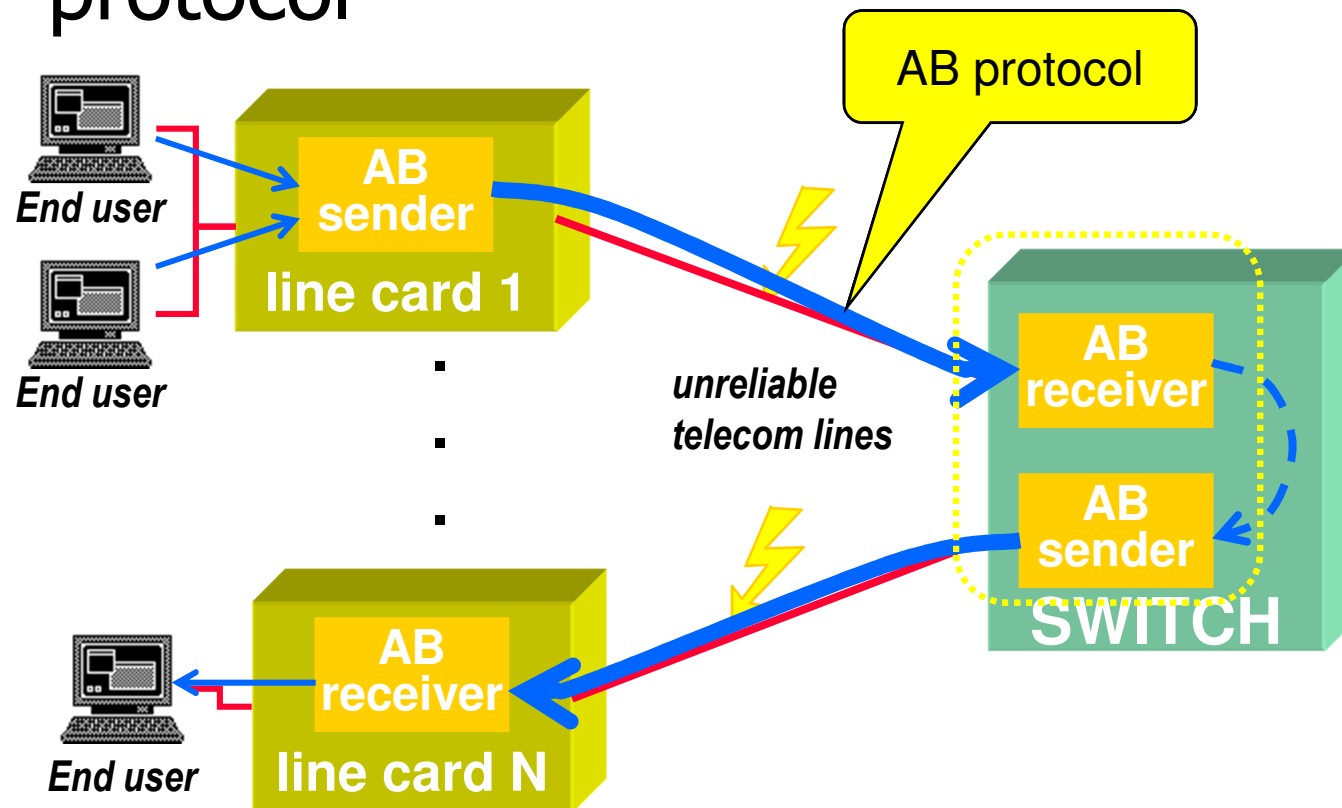 protocol
AB protocol
AB
sender
End user
line card 1
End user
AB
receiver
unreliable
telecom lines
AB
sender
SWITCH
AB
receiver
End user
line card N